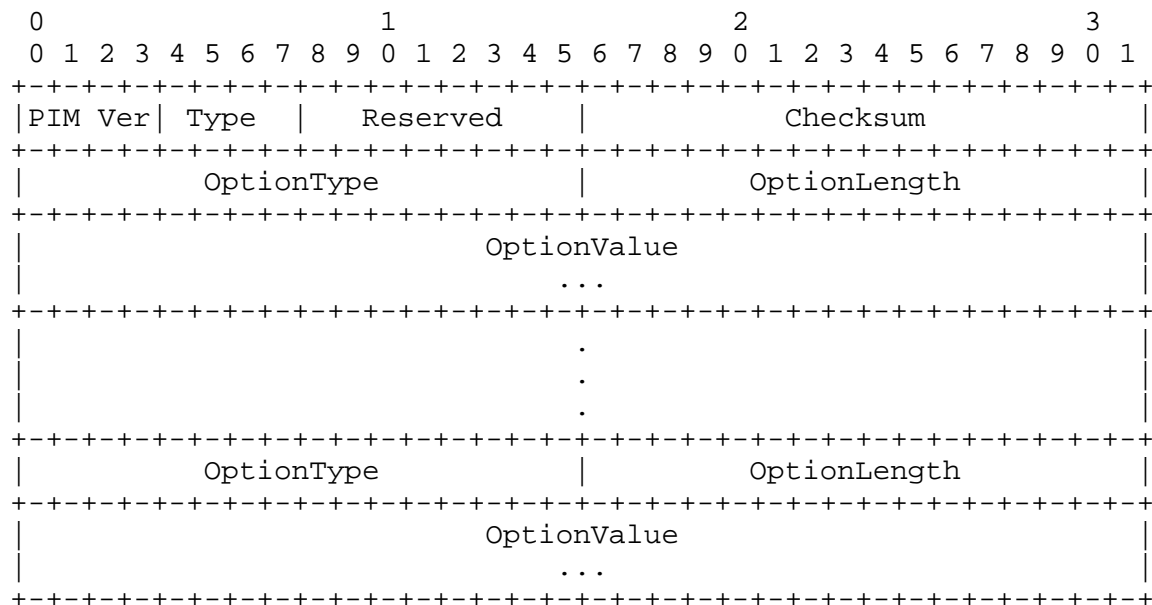 0                   1                   2                   3
 0 1 2 3 4 5 6 7 8 9 0 1 2 3 4 5 6 7 8 9 0 1 2 3 4 5 6 7 8 9 0 1
+-+-+-+-+-+-+-+-+-+-+-+-+-+-+-+-+-+-+-+-+-+-+-+-+-+-+-+-+-+-+-+-+
|PIM Ver| Type  |   Reserved    |           Checksum            |
+-+-+-+-+-+-+-+-+-+-+-+-+-+-+-+-+-+-+-+-+-+-+-+-+-+-+-+-+-+-+-+-+
|          OptionType           |         OptionLength          |
+-+-+-+-+-+-+-+-+-+-+-+-+-+-+-+-+-+-+-+-+-+-+-+-+-+-+-+-+-+-+-+-+
|                          OptionValue                          |
|                              ...                              |
+-+-+-+-+-+-+-+-+-+-+-+-+-+-+-+-+-+-+-+-+-+-+-+-+-+-+-+-+-+-+-+-+
|                               .                               |
|                               .                               |
|                               .                               |
+-+-+-+-+-+-+-+-+-+-+-+-+-+-+-+-+-+-+-+-+-+-+-+-+-+-+-+-+-+-+-+-+
|          OptionType           |         OptionLength          |
+-+-+-+-+-+-+-+-+-+-+-+-+-+-+-+-+-+-+-+-+-+-+-+-+-+-+-+-+-+-+-+-+
|                          OptionValue                          |
|                              ...                              |
+-+-+-+-+-+-+-+-+-+-+-+-+-+-+-+-+-+-+-+-+-+-+-+-+-+-+-+-+-+-+-+-+